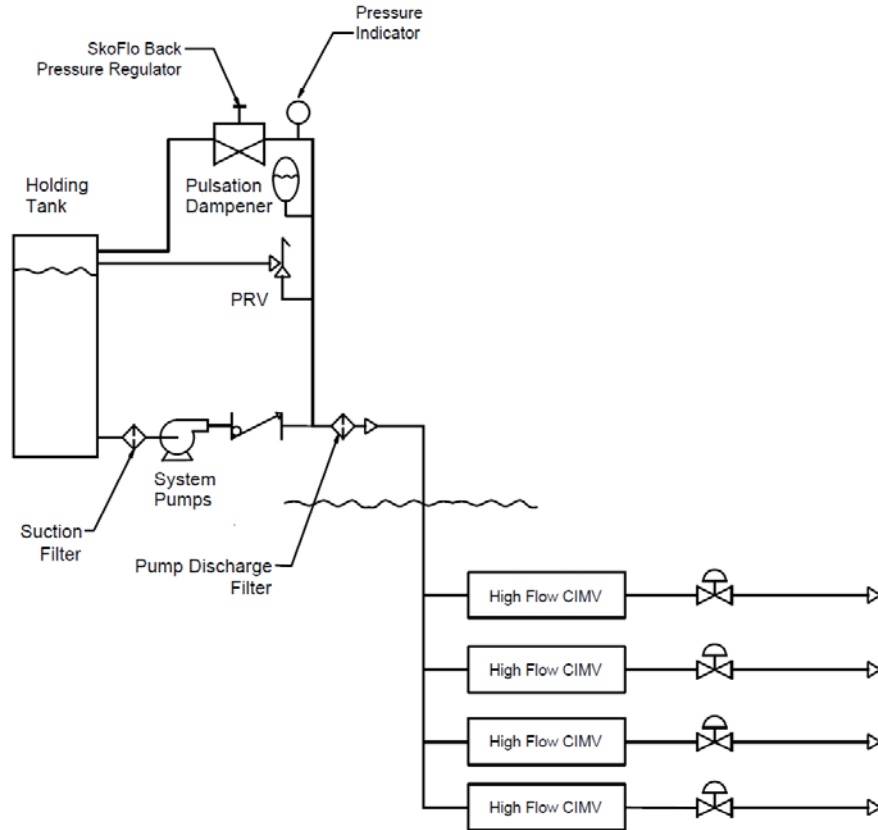 Pressure
Indicator
SkoFlo Back
Pressure Regulator
Holding
Tank
Pulsation
Dampener
PRV
System
Pumps
Suction
Filter
Pump Discharge
Filter
High Flow CIMV
High Flow CIMV
High Flow CIMV
High Flow CIMV